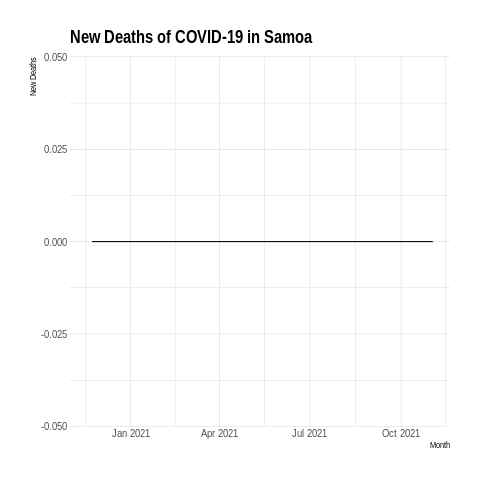 New Deaths of COVID-19 in Samoa
New Deaths
0.050
0.025
0.000
-0.025
-0.050
Jan 2021 Apr 2021 Jul 2021 Oct 2021
Month